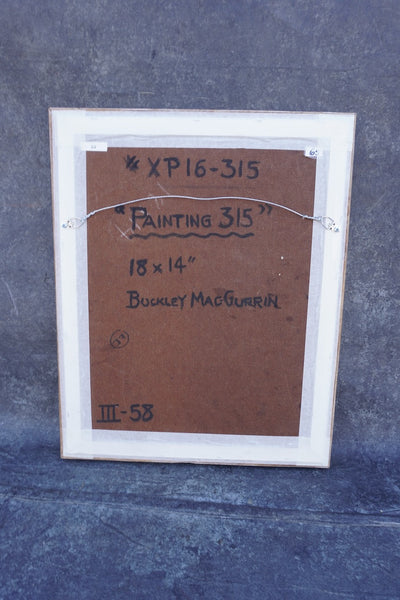 * XP16-315
"PAINTING 315"
18 x 14"
BUCKLEY MACGURRIN
III-58